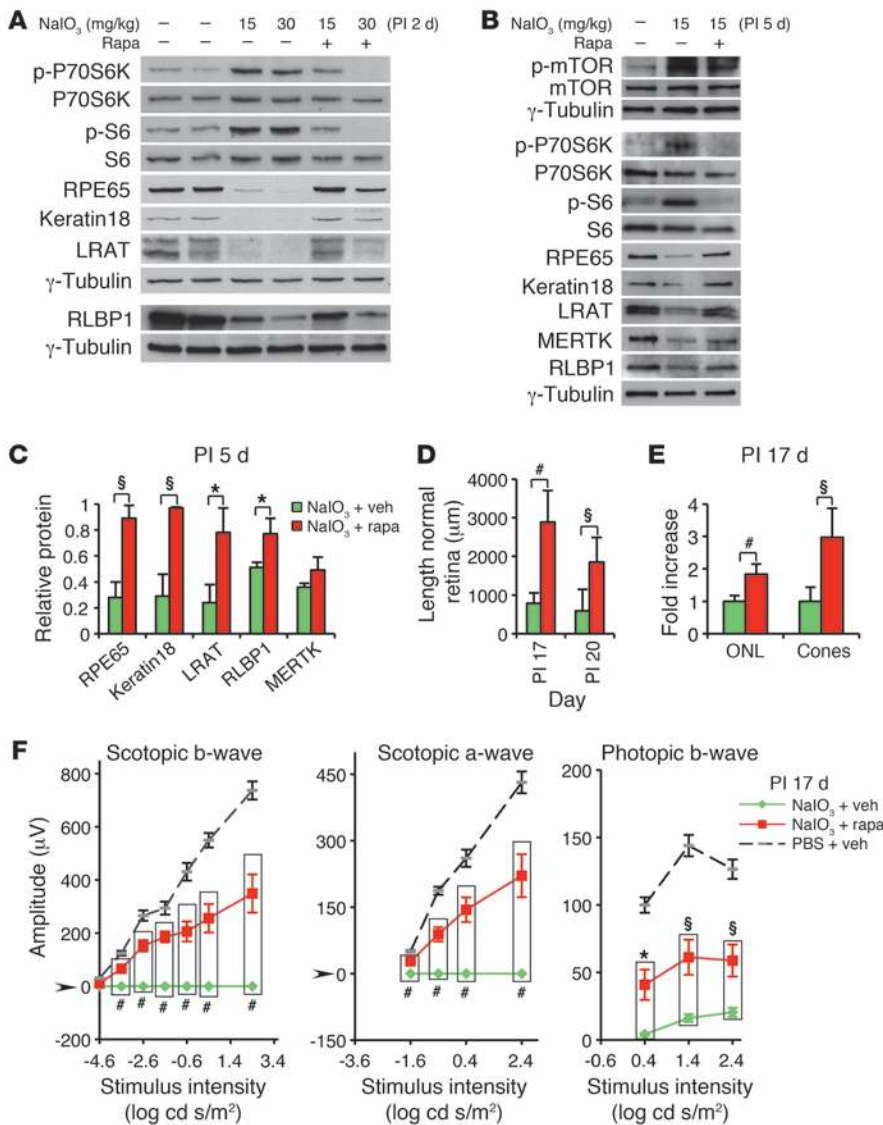 A
NaIO₃ (mg/kg) – – 15 30 15 30 (PI 2 d)
Rapa – – – – + +
p-P70S6K
P70S6K
p-S6
S6
RPE65
Keratin18
LRAT
γ-Tubulin
RLBP1
γ-Tubulin
B
NaIO₃ (mg/kg) – 15 15 (PI 5 d)
Rapa – – +
p-mTOR
mTOR
γ-Tubulin
p-P70S6K
P70S6K
p-S6
S6
RPE65
Keratin18
LRAT
MERTK
RLBP1
γ-Tubulin
C PI 5 d
Relative protein
1
0.8
0.6
0.4
0.2
0
§ § * *
NaIO₃ + veh
NaIO₃ + rapa
RPE65 Keratin18 LRAT RLBP1 MERTK
D
Length normal
retina (μm)
4000
3000
2000
1000
0
# §
PI 17 PI 20
Day
E PI 17 d
Fold increase
4
3
2
1
0
# §
ONL Cones
F
Scotopic b-wave
Amplitude (μV)
800
600
400
200
0
-200
# # # # # #
-4.6 -2.6 -0.6 1.4 3.4
Stimulus intensity
(log cd s/m²)
Scotopic a-wave
450
300
150
0
-150
# # # #
-3.6 -1.6 0.4 2.4
Stimulus intensity
(log cd s/m²)
Photopic b-wave
200
150
100
50
0
* § §
-0.6 0.4 1.4 2.4
Stimulus intensity
(log cd s/m²)
PI 17 d
NaIO₃ + veh
NaIO₃ + rapa
PBS + veh